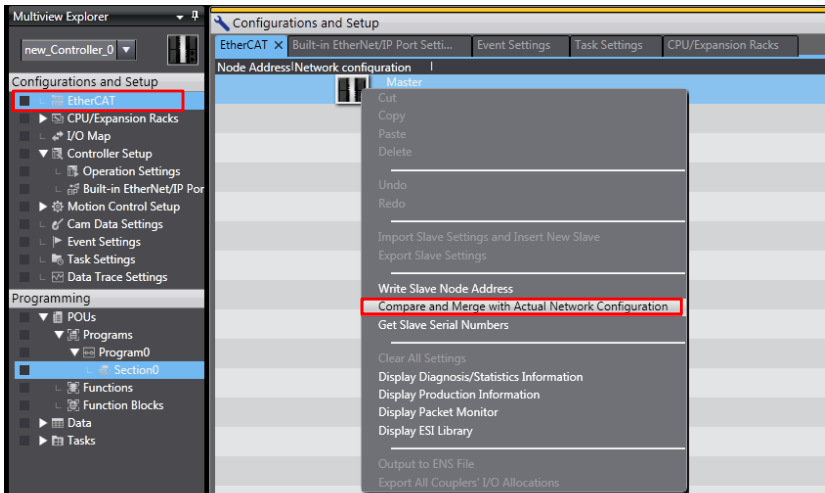 Multiview Explorer
new_Controller_0
Configurations and Setup
EtherCAT
CPU/Expansion Racks
I/O Map
Controller Setup
Operation Settings
Built-in EtherNet/IP Por
Motion Control Setup
Cam Data Settings
Event Settings
Task Settings
Data Trace Settings
Programming
POUs
Programs
Program0
Section0
Functions
Function Blocks
Data
Tasks
Configurations and Setup
EtherCAT Built-in EtherNet/IP Port Setti... Event Settings Task Settings CPU/Expansion Racks
Node Address Network configuration
Master
Cut
Copy
Paste
Delete
Undo
Redo
Import Slave Settings and Insert New Slave
Export Slave Settings
Write Slave Node Address
Compare and Merge with Actual Network Configuration
Get Slave Serial Numbers
Clear All Settings
Display Diagnosis/Statistics Information
Display Production Information
Display Packet Monitor
Display ESI Library
Output to ENS File
Export All Couplers' I/O Allocations